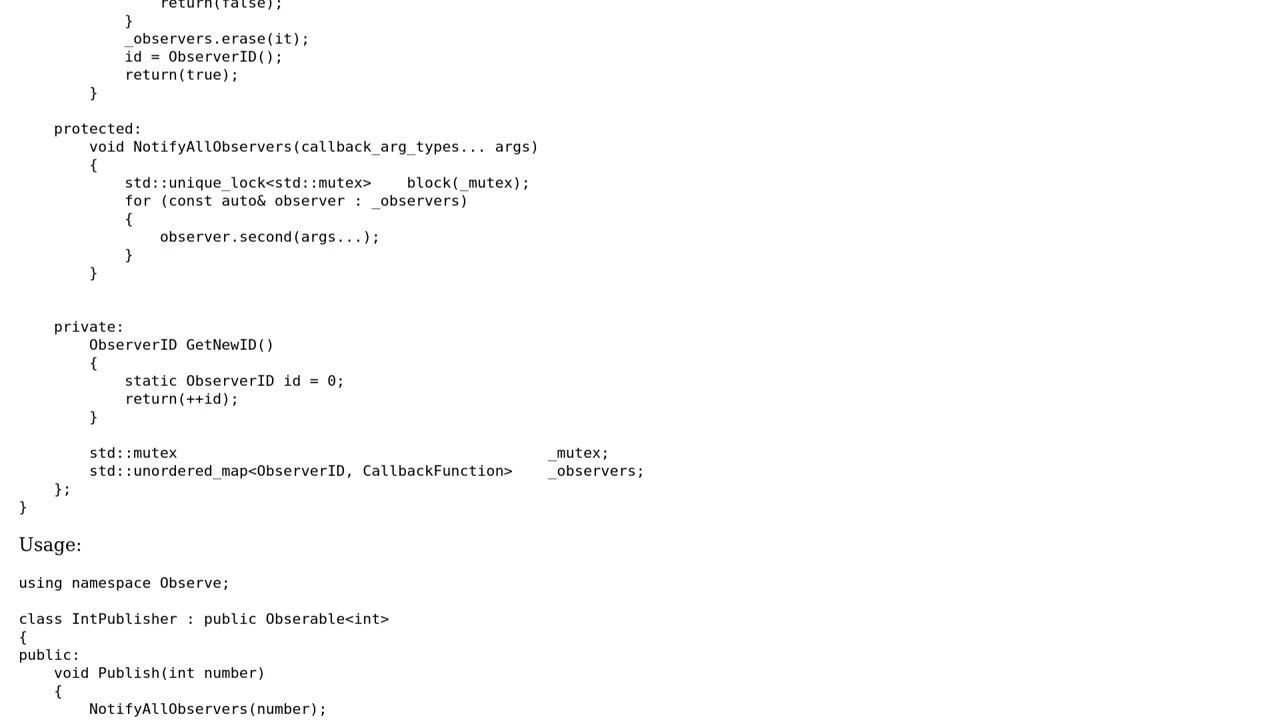 return(false);
}
_observers.erase(it);
id = ObserverID();
return(true);
}
protected:
void NotifyAllObservers(callback_arg_types... args)
{
std::unique_lock<std::mutex>    block(_mutex);
for (const auto& observer : _observers)
{
observer.second(args...);
}
}
private:
ObserverID GetNewID()
{
static ObserverID id = 0;
return(++id);
}
std::mutex                                          _mutex;
std::unordered_map<ObserverID, CallbackFunction>    _observers;
};
}
Usage:
using namespace Observe;
class IntPublisher : public Obserable<int>
{
public:
void Publish(int number)
{
NotifyAllObservers(number);